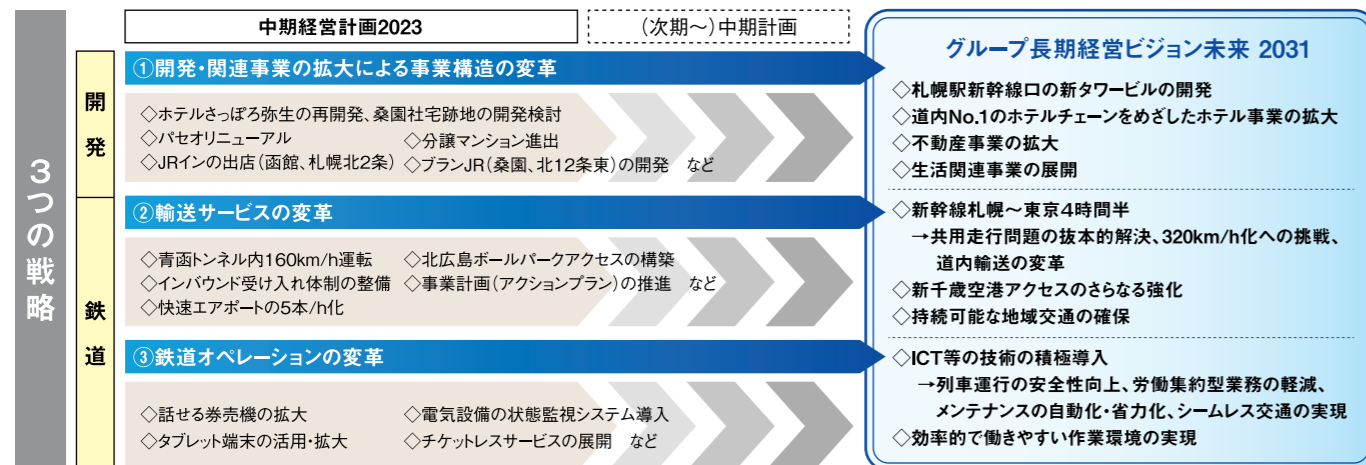 3つの戦略
中期経営計画2023
(次期~)中期計画
開発
①開発・関連事業の拡大による事業構造の変革
◇ホテルさっぽろ弥生の再開発、桑園社宅跡地の開発検討
◇パセオリニューアル ◇分譲マンション進出
◇JRインの出店(函館、札幌北2条) ◇ブランJR(桑園、北12条東)の開発 など
鉄道
②輸送サービスの変革
◇青函トンネル内160km/h運転 ◇北広島ボールパークアクセスの構築
◇インバウンド受け入れ体制の整備 ◇事業計画(アクションプラン)の推進 など
◇快速エアポートの5本/h化
③鉄道オペレーションの変革
◇話せる券売機の拡大 ◇電気設備の状態監視システム導入
◇タブレット端末の活用・拡大 ◇チケットレスサービスの展開 など
グループ長期経営ビジョン未来 2031
◇札幌駅新幹線口の新タワービルの開発
◇道内No.1のホテルチェーンをめざしたホテル事業の拡大
◇不動産事業の拡大
◇生活関連事業の展開
◇新幹線札幌~東京4時間半
→共用走行問題の抜本的解決、320km/h化への挑戦、
道内輸送の変革
◇新千歳空港アクセスのさらなる強化
◇持続可能な地域交通の確保
◇ICT等の技術の積極導入
→列車運行の安全性向上、労働集約型業務の軽減、
メンテナンスの自動化・省力化、シームレス交通の実現
◇効率的で働きやすい作業環境の実現